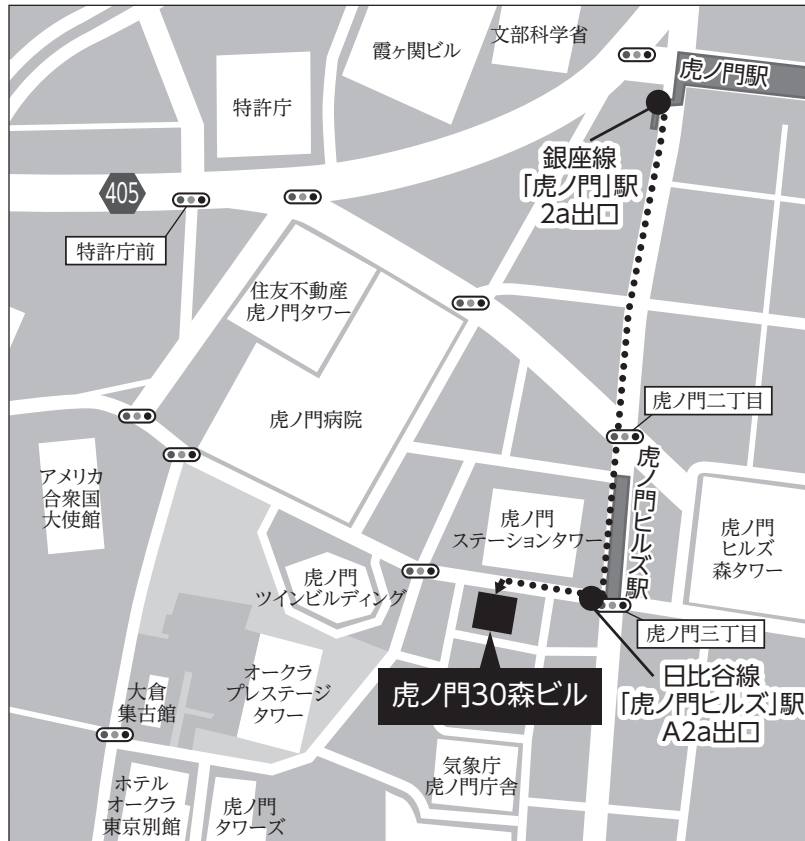 文部科学省
霞ヶ関ビル
虎ノ門駅
特許庁
銀座線
「虎ノ門」駅
2a出口
405
特許庁前
住友不動産
虎ノ門タワー
虎ノ門病院
虎ノ門二丁目
アメリカ
合衆国
大使館
虎ノ門ヒルズ駅
虎ノ門
ステーションタワー
虎ノ門
ヒルズ
森タワー
虎ノ門
ツインビルディング
虎ノ門三丁目
オークラ
プレステージ
タワー
虎ノ門30森ビル
日比谷線
「虎ノ門ヒルズ」駅
A2a出口
大倉
集古館
気象庁
虎ノ門庁舎
ホテル
オークラ
東京別館
虎ノ門
タワーズ